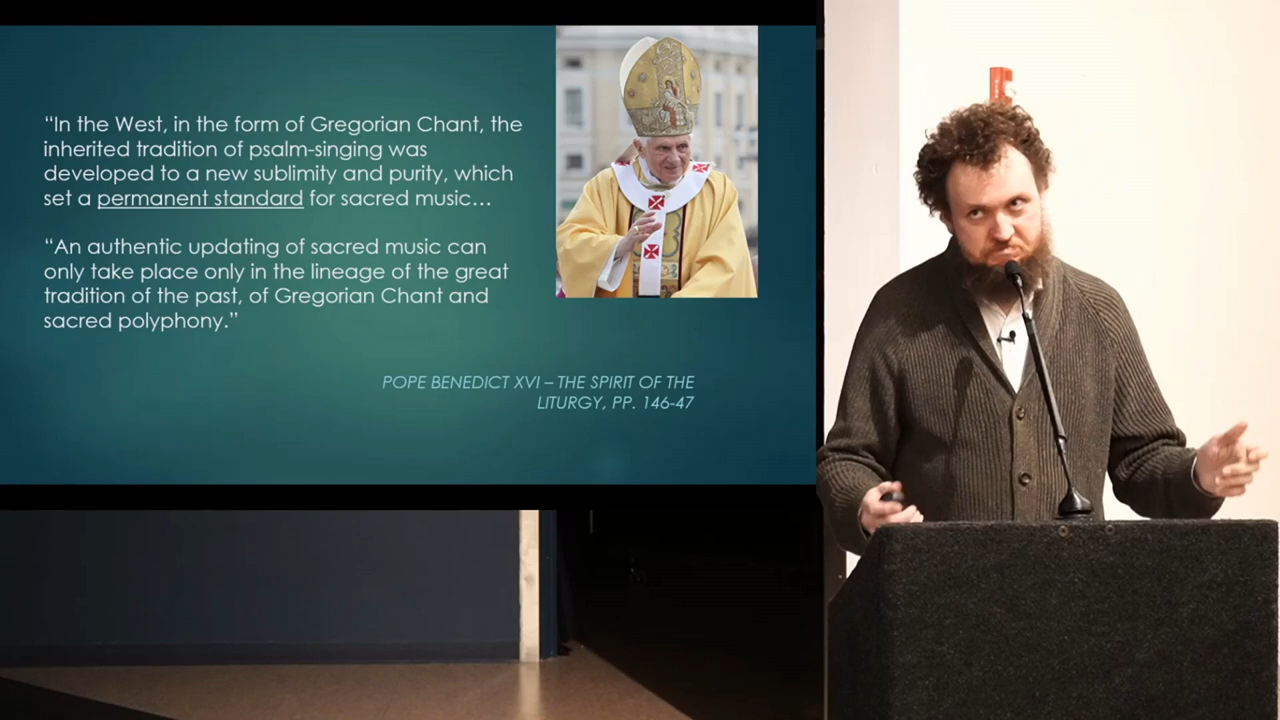 “In the West, in the form of Gregorian Chant, the
inherited tradition of psalm-singing was
developed to a new sublimity and purity, which
set a permanent standard for sacred music…
“An authentic updating of sacred music can
only take place only in the lineage of the great
tradition of the past, of Gregorian Chant and
sacred polyphony.”
POPE BENEDICT XVI – THE SPIRIT OF THE
LITURGY, PP. 146-47